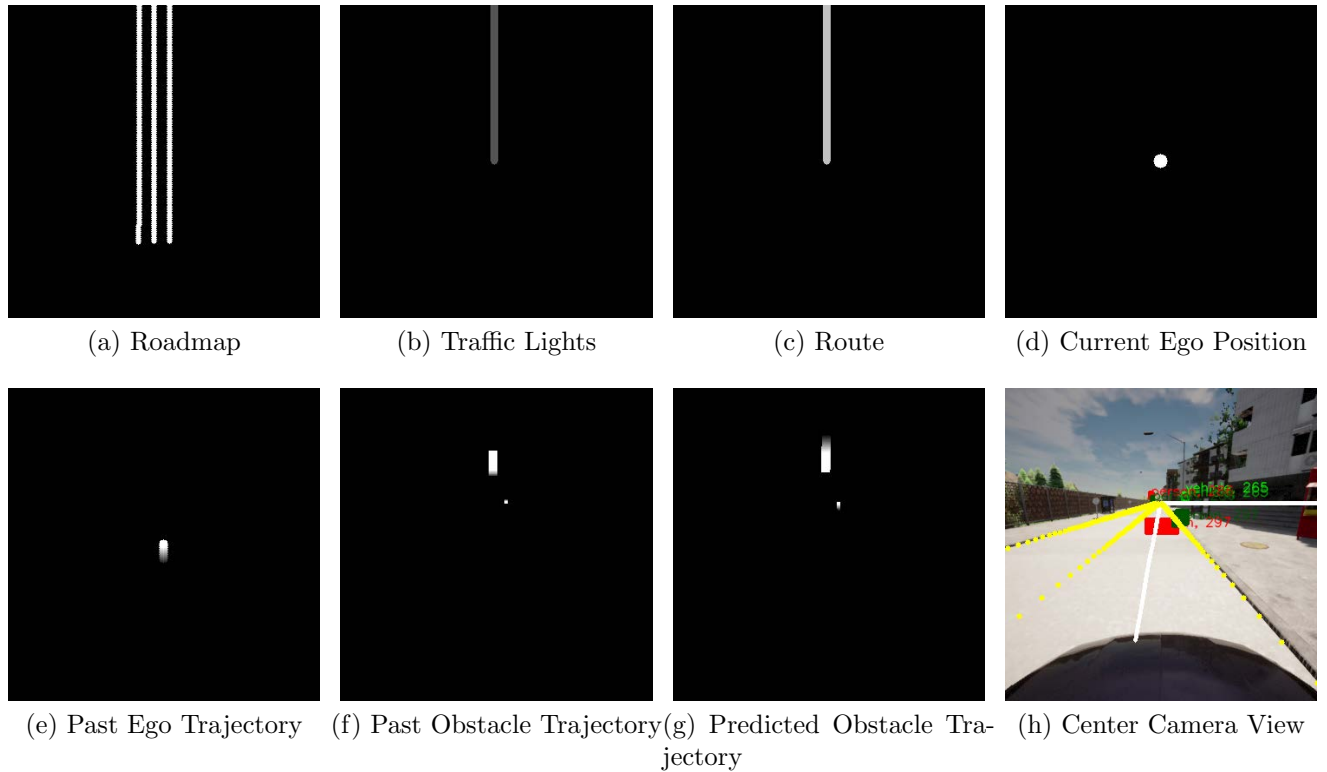 (a) Roadmap
(b) Traffic Lights
(c) Route
(d) Current Ego Position
vehicle, 265
297
(e) Past Ego Trajectory
(f) Past Obstacle Trajectory
(g) Predicted Obstacle Tra-
jectory
(h) Center Camera View